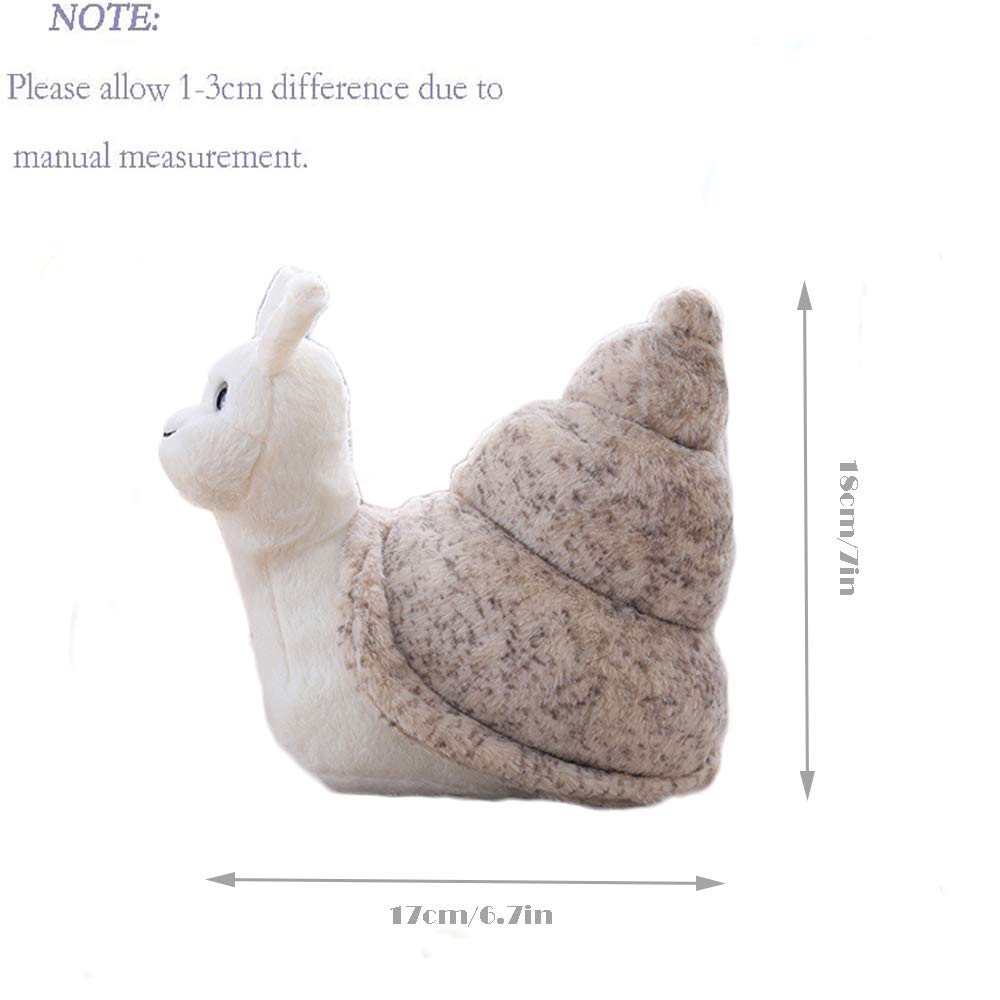 NOTE:
Please allow 1-3cm difference due to
manual measurement.
18cm/7in
17cm/6.7in